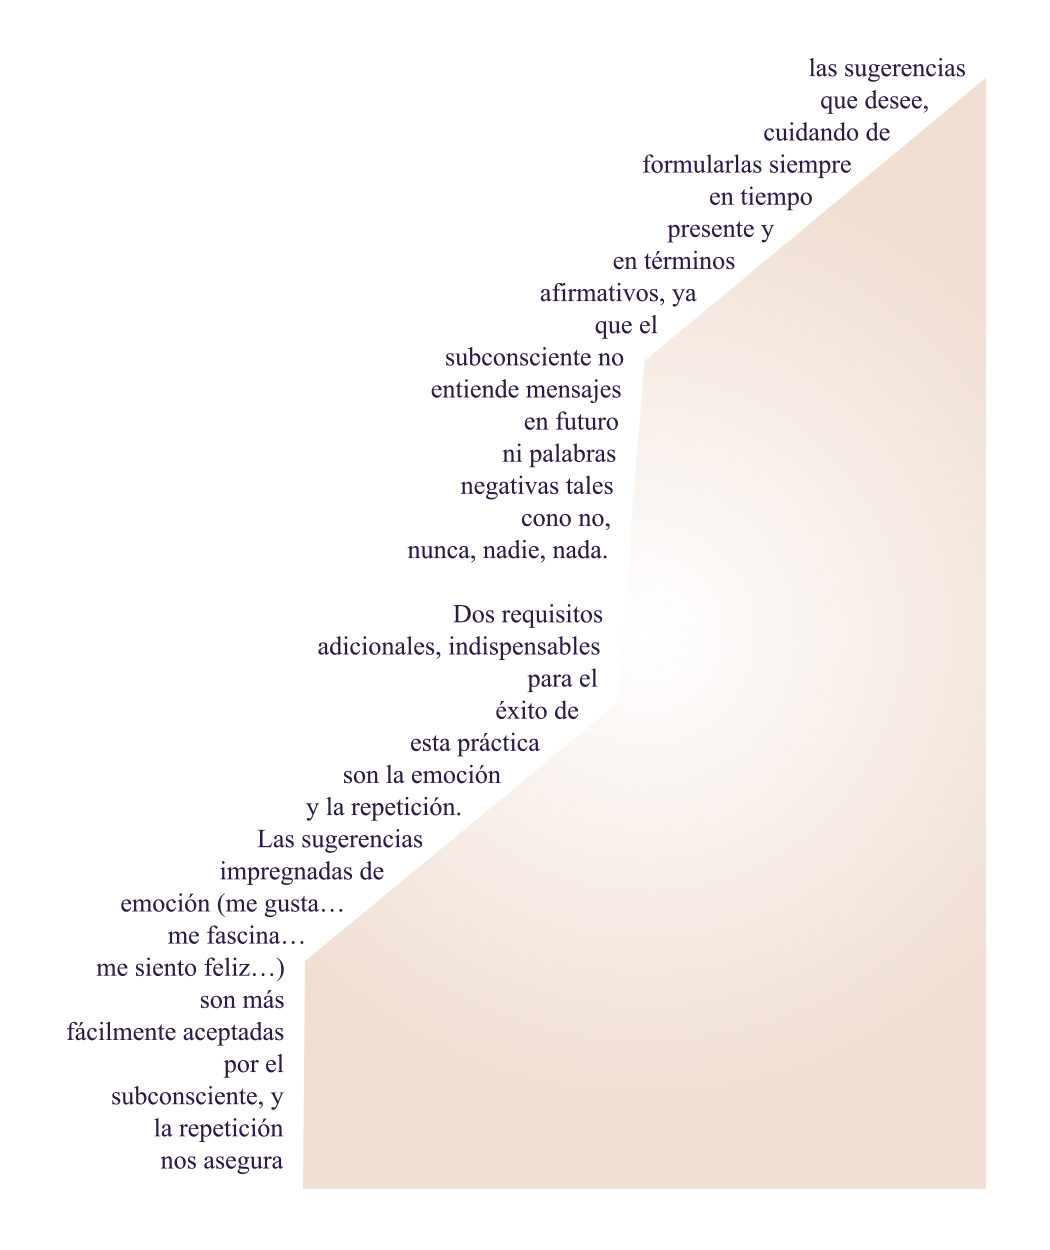 las sugerencias
que desee,
cuidando de
formularlas siempre
en tiempo
presente y
en términos
afirmativos, ya
que el
subconsciente no
entiende mensajes
en futuro
ni palabras
negativas tales
cono no,
nunca, nadie, nada.
Dos requisitos
adicionales, indispensables
para el
éxito de
esta práctica
son la emoción
y la repetición.
Las sugerencias
impregnadas de
emoción (me gusta…
me fascina…
me siento feliz…)
son más
fácilmente aceptadas
por el
subconsciente, y
la repetición
nos asegura